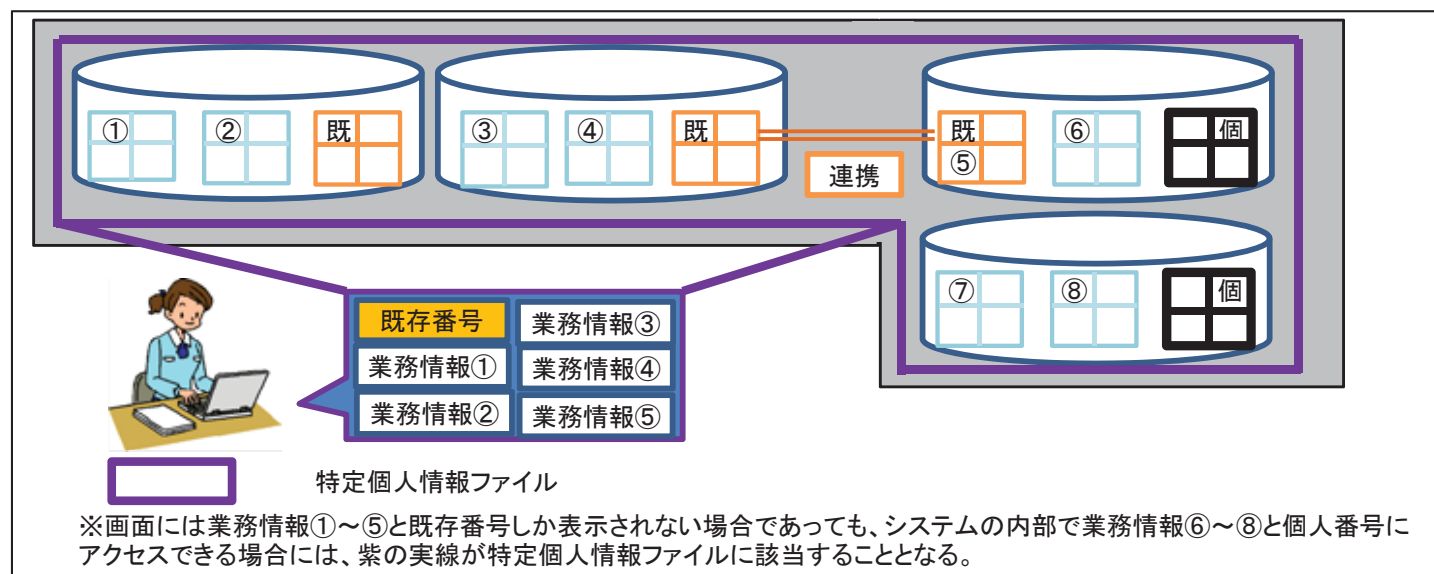 ① ② 既 ③ ④ 既 既 ⑥ 個
⑤
連携
⑦ ⑧ 個
既存番号 業務情報③
業務情報① 業務情報④
業務情報② 業務情報⑤
特定個人情報ファイル
※画面には業務情報①～⑤と既存番号しか表示されない場合であっても、システムの内部で業務情報⑥～⑧と個人番号に
アクセスできる場合には、紫の実線が特定個人情報ファイルに該当することとなる。